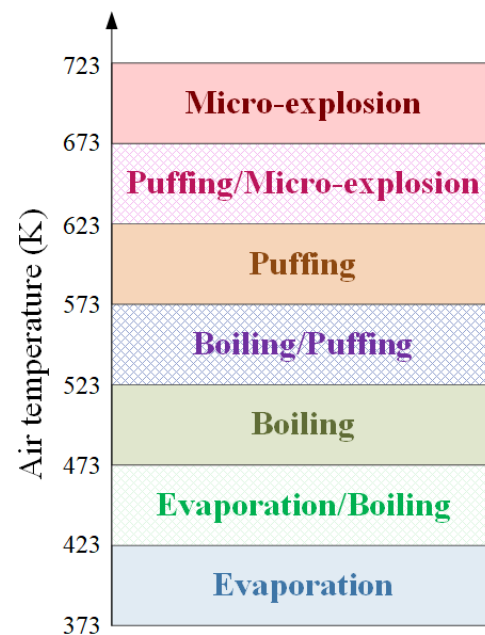 723
Micro-explosion
673
Puffing/Micro-explosion
623
Puffing
573
Boiling/Puffing
523
Boiling
473
Evaporation/Boiling
423
Evaporation
373
Air temperature (K)